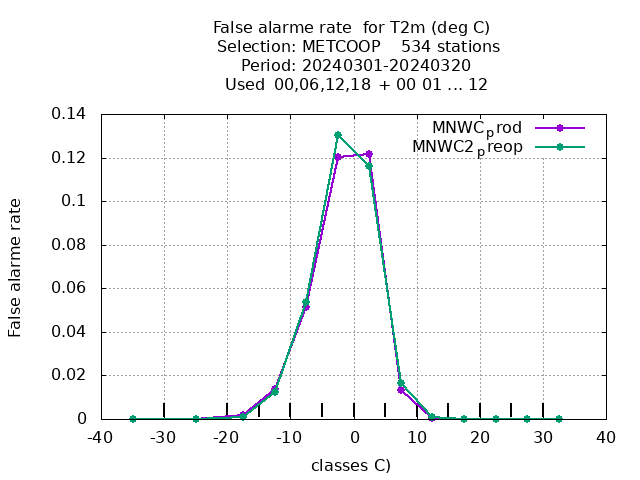 False alarme rate  for T2m (deg C)
Selection: METCOOP    534 stations
Period: 20240301-20240320
Used  00,06,12,18  + 00 01 ... 12
MNWC_prod
MNWC2_preop
False alarme rate
0.14
0.12
0.1
0.08
0.06
0.04
0.02
0
-40 -30 -20 -10 0 10 20 30 40
classes C)